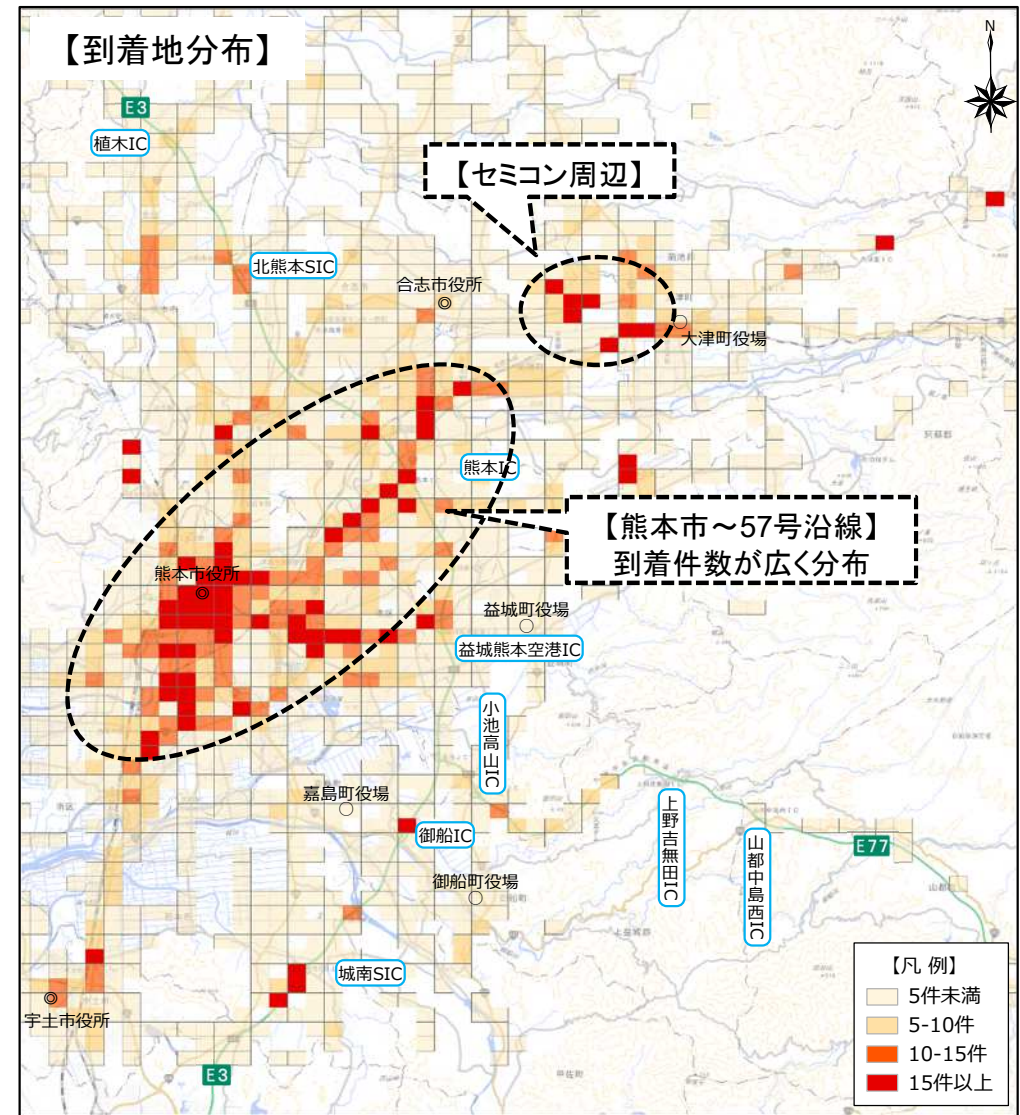 【到着地分布】
N
E3
植木IC
【セミコン周辺】
北熊本SIC
合志市役所
大津町役場
熊本IC
【熊本市～57号沿線】
到着件数が広く分布
熊本市役所
益城町役場
益城熊本空港IC
小池高山IC
嘉島町役場
御船IC
上野吉無田IC
山都中島西IC
E77
御船町役場
城南SIC
宇土市役所
E3
【凡 例】
5件未満
5-10件
10-15件
15件以上